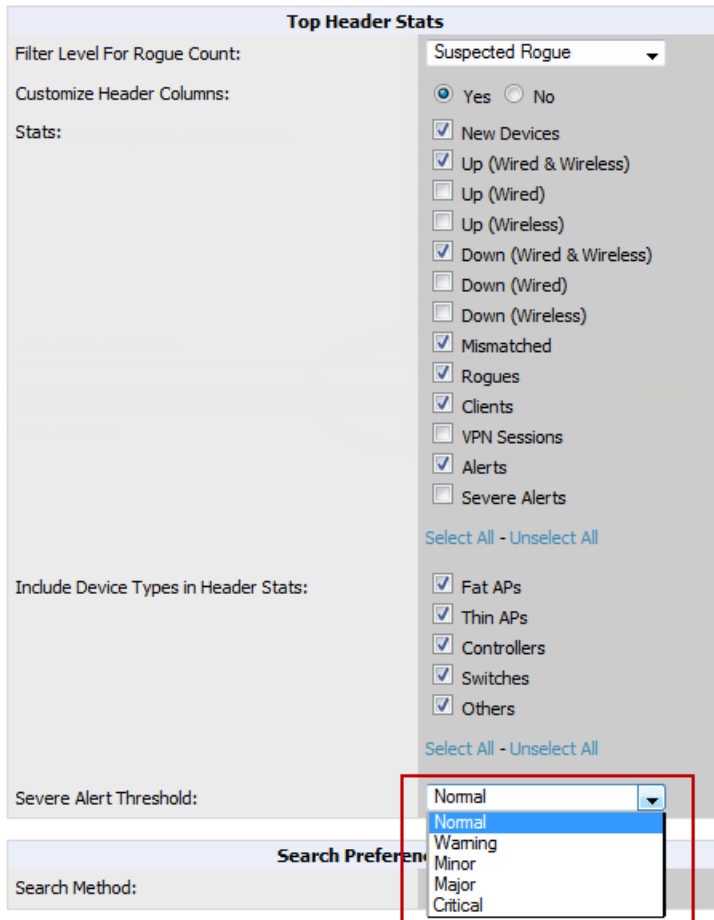 Top Header Stats
Filter Level For Rogue Count: Suspected Rogue
Customize Header Columns: Yes No
Stats: New Devices
Up (Wired & Wireless)
Up (Wired)
Up (Wireless)
Down (Wired & Wireless)
Down (Wired)
Down (Wireless)
Mismatched
Rogues
Clients
VPN Sessions
Alerts
Severe Alerts
Select All - Unselect All
Include Device Types in Header Stats: Fat APs
Thin APs
Controllers
Switches
Others
Select All - Unselect All
Severe Alert Threshold: Normal
Normal
Warning
Search Preferen
Minor
Major
Search Method:
Critical